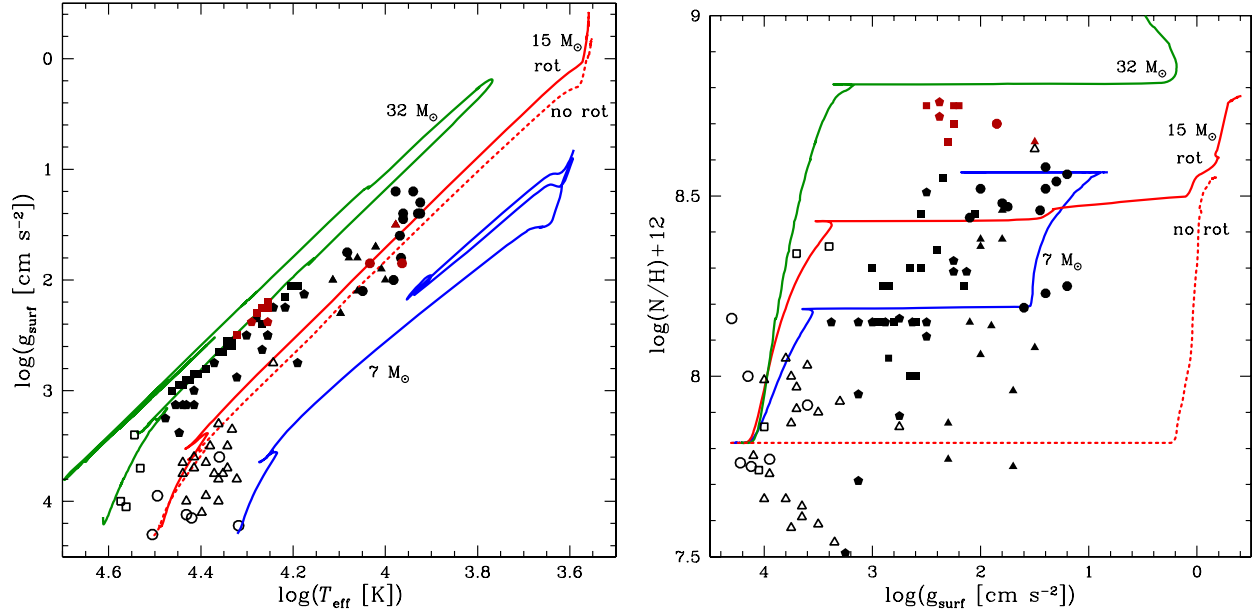 15 M⊙
rot
32 M⊙
no rot
7 M⊙
0
1
2
3
4
log(g_surf) [cm s⁻²]
4.6
4.4
4.2
4
3.8
3.6
log(T_eff [K])
9
8.5
8
7.5
log(N/H)+12
32 M⊙
15 M⊙
rot
no rot
7 M⊙
4
3
2
1
0
log(g_surf [cm s⁻²])